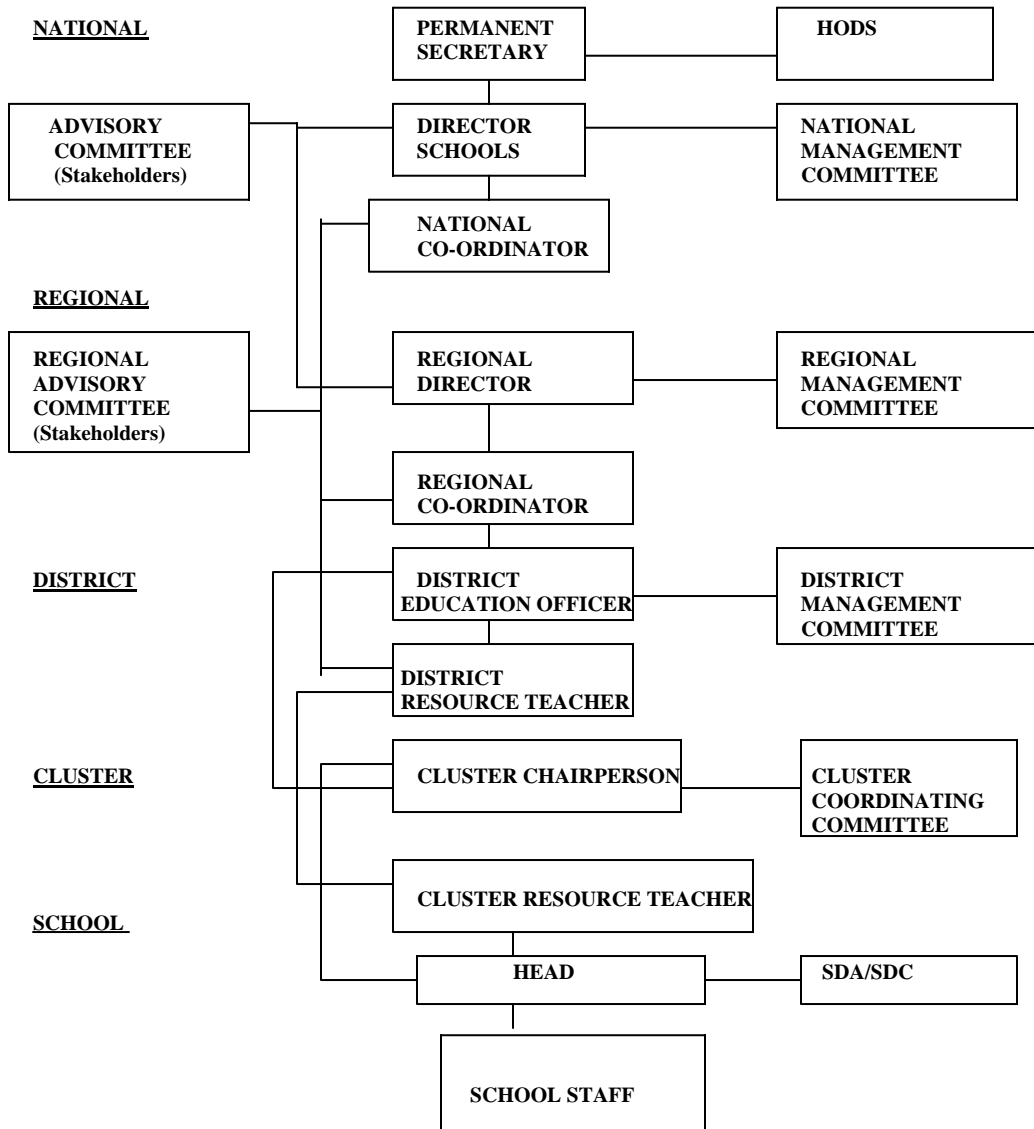 NATIONAL
PERMANENT
SECRETARY
HODS
ADVISORY
COMMITTEE
(Stakeholders)
DIRECTOR
SCHOOLS
NATIONAL
MANAGEMENT
COMMITTEE
NATIONAL
CO-ORDINATOR
REGIONAL
REGIONAL
ADVISORY
COMMITTEE
(Stakeholders)
REGIONAL
DIRECTOR
REGIONAL
MANAGEMENT
COMMITTEE
REGIONAL
CO-ORDINATOR
DISTRICT
DISTRICT
EDUCATION OFFICER
DISTRICT
MANAGEMENT
COMMITTEE
DISTRICT
RESOURCE TEACHER
CLUSTER
CLUSTER CHAIRPERSON
CLUSTER
COORDINATING
COMMITTEE
CLUSTER RESOURCE TEACHER
SCHOOL
HEAD
SDA/SDC
SCHOOL STAFF